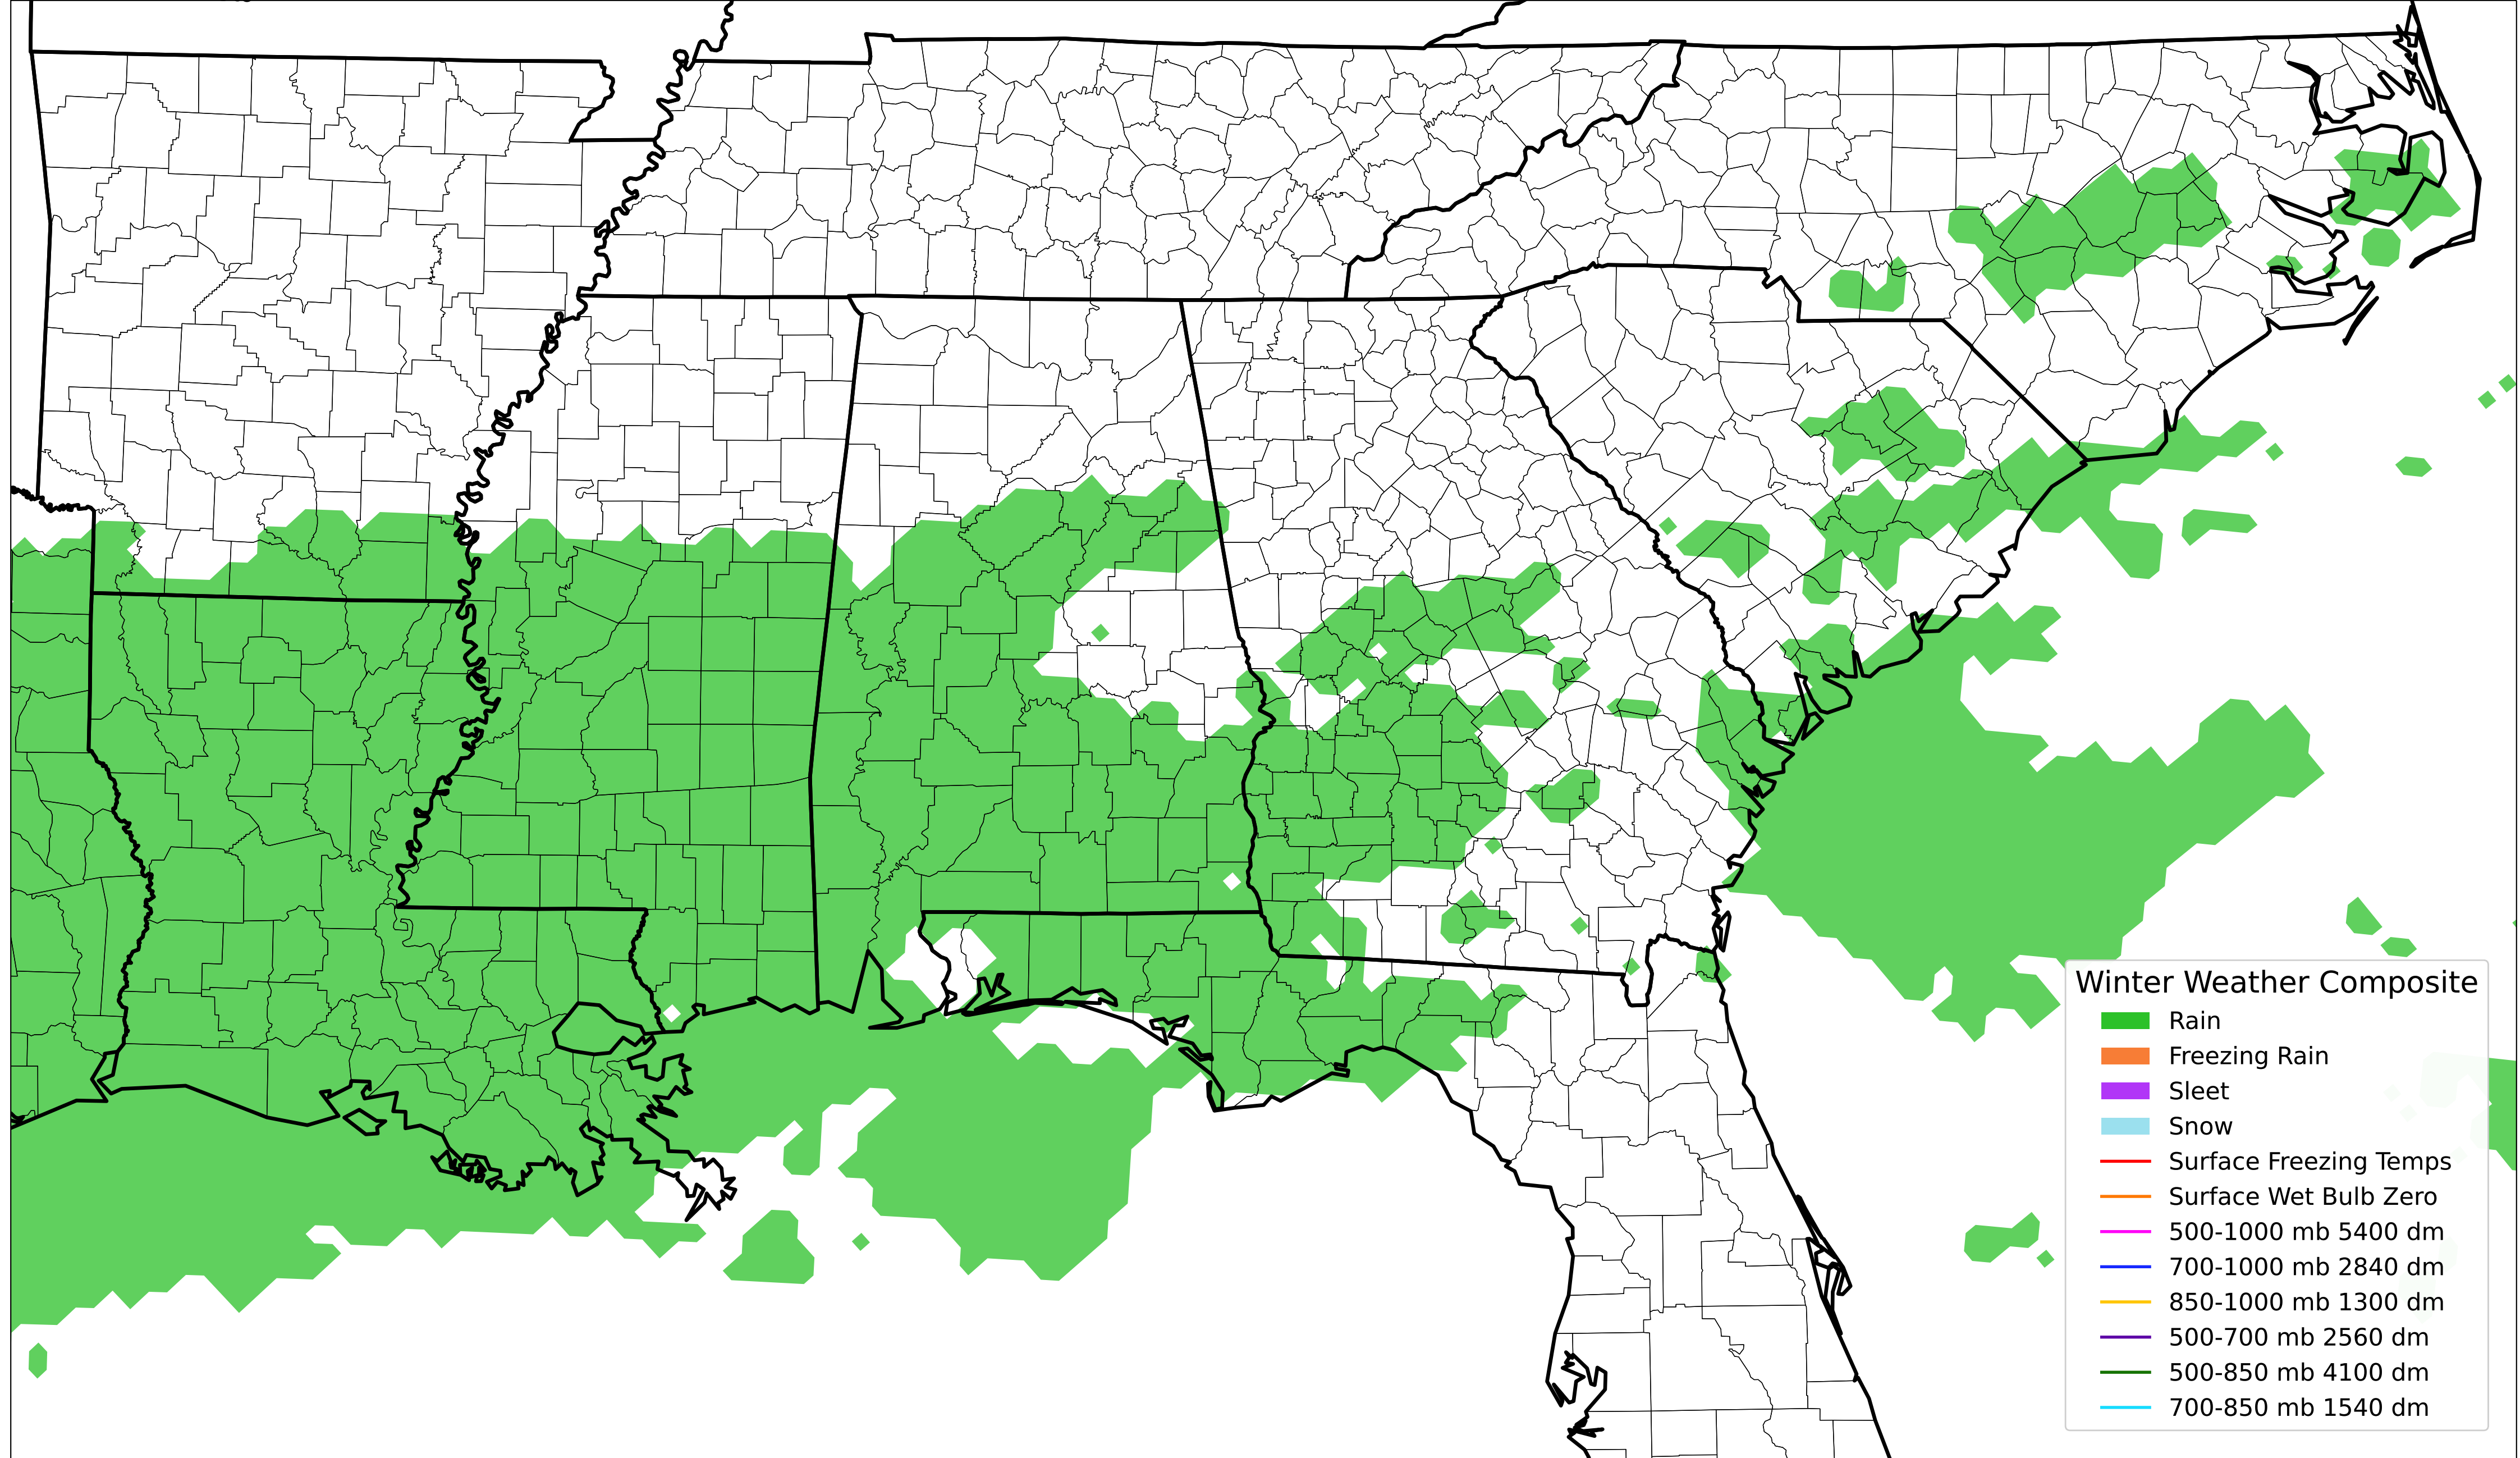 Winter Weather Composite
Rain
Freezing Rain
Sleet
Snow
Surface Freezing Temps
Surface Wet Bulb Zero
500-1000 mb 5400 dm
700-1000 mb 2840 dm
850-1000 mb 1300 dm
500-700 mb 2560 dm
500-850 mb 4100 dm
700-850 mb 1540 dm